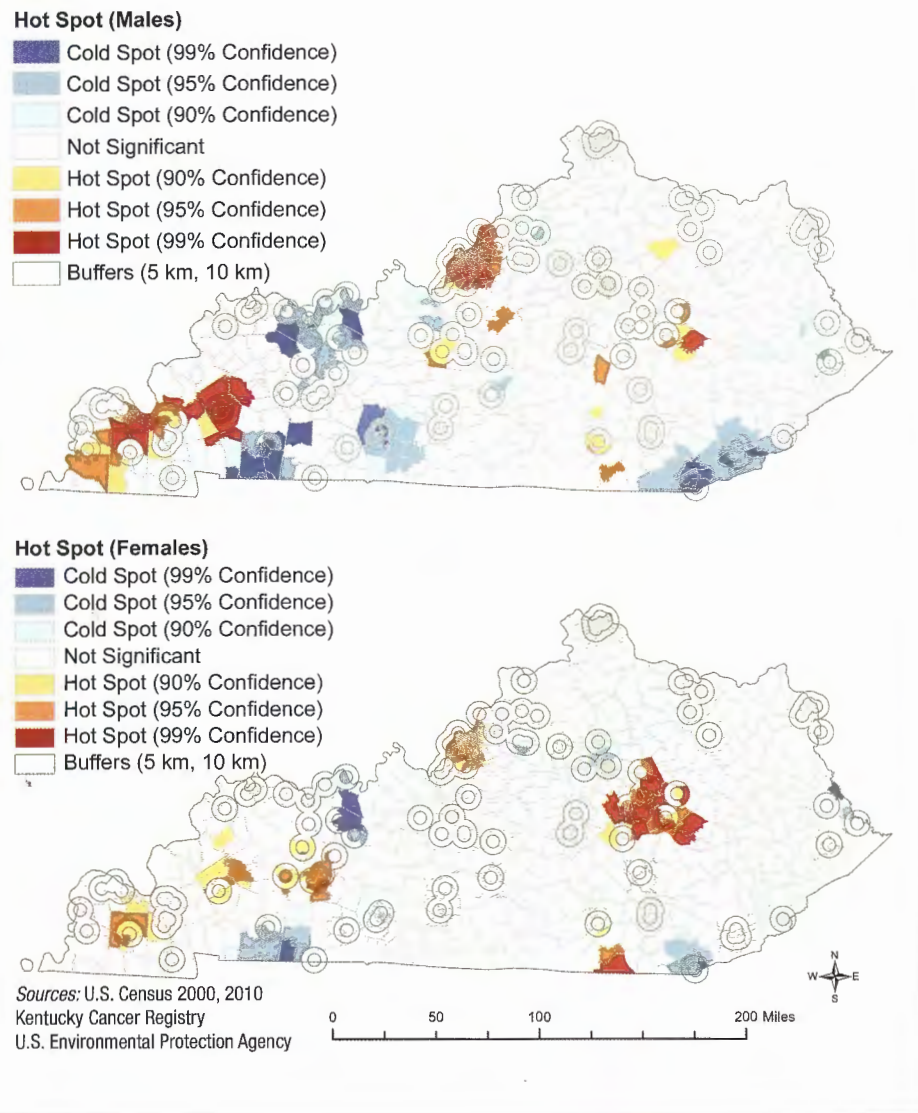 Hot Spot (Males)
Cold Spot (99% Confidence)
Cold Spot (95% Confidence)
Cold Spot (90% Confidence)
Not Significant
Hot Spot (90% Confidence)
Hot Spot (95% Confidence)
Hot Spot (99% Confidence)
Buffers (5 km, 10 km)
Hot Spot (Females)
Cold Spot (99% Confidence)
Cold Spot (95% Confidence)
Cold Spot (90% Confidence)
Not Significant
Hot Spot (90% Confidence)
Hot Spot (95% Confidence)
Hot Spot (99% Confidence)
Buffers (5 km, 10 km)
N
W E
S
Sources: U.S. Census 2000, 2010
Kentucky Cancer Registry
U.S. Environmental Protection Agency
0 50 100 200 Miles